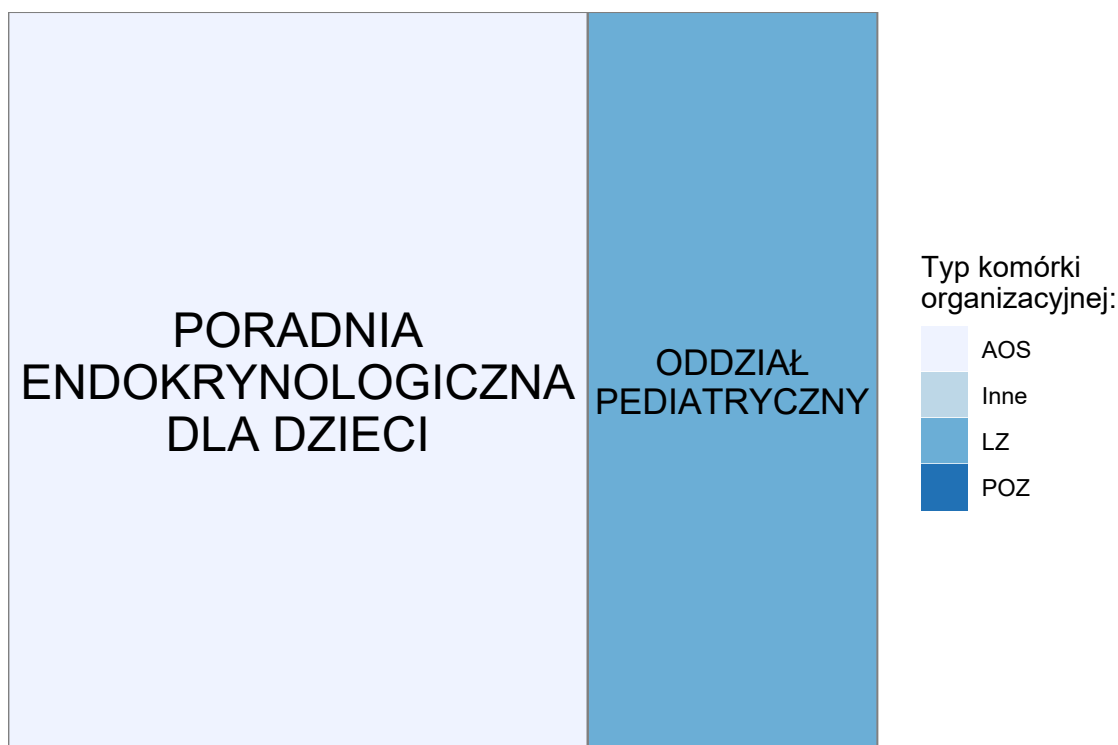 PORADNIA
ENDOKRYNOLOGICZNA
DLA DZIECI
ODDZIAŁ
PEDIATRYCZNY
Typ komórki
organizacyjnej:
AOS
Inne
LZ
POZ